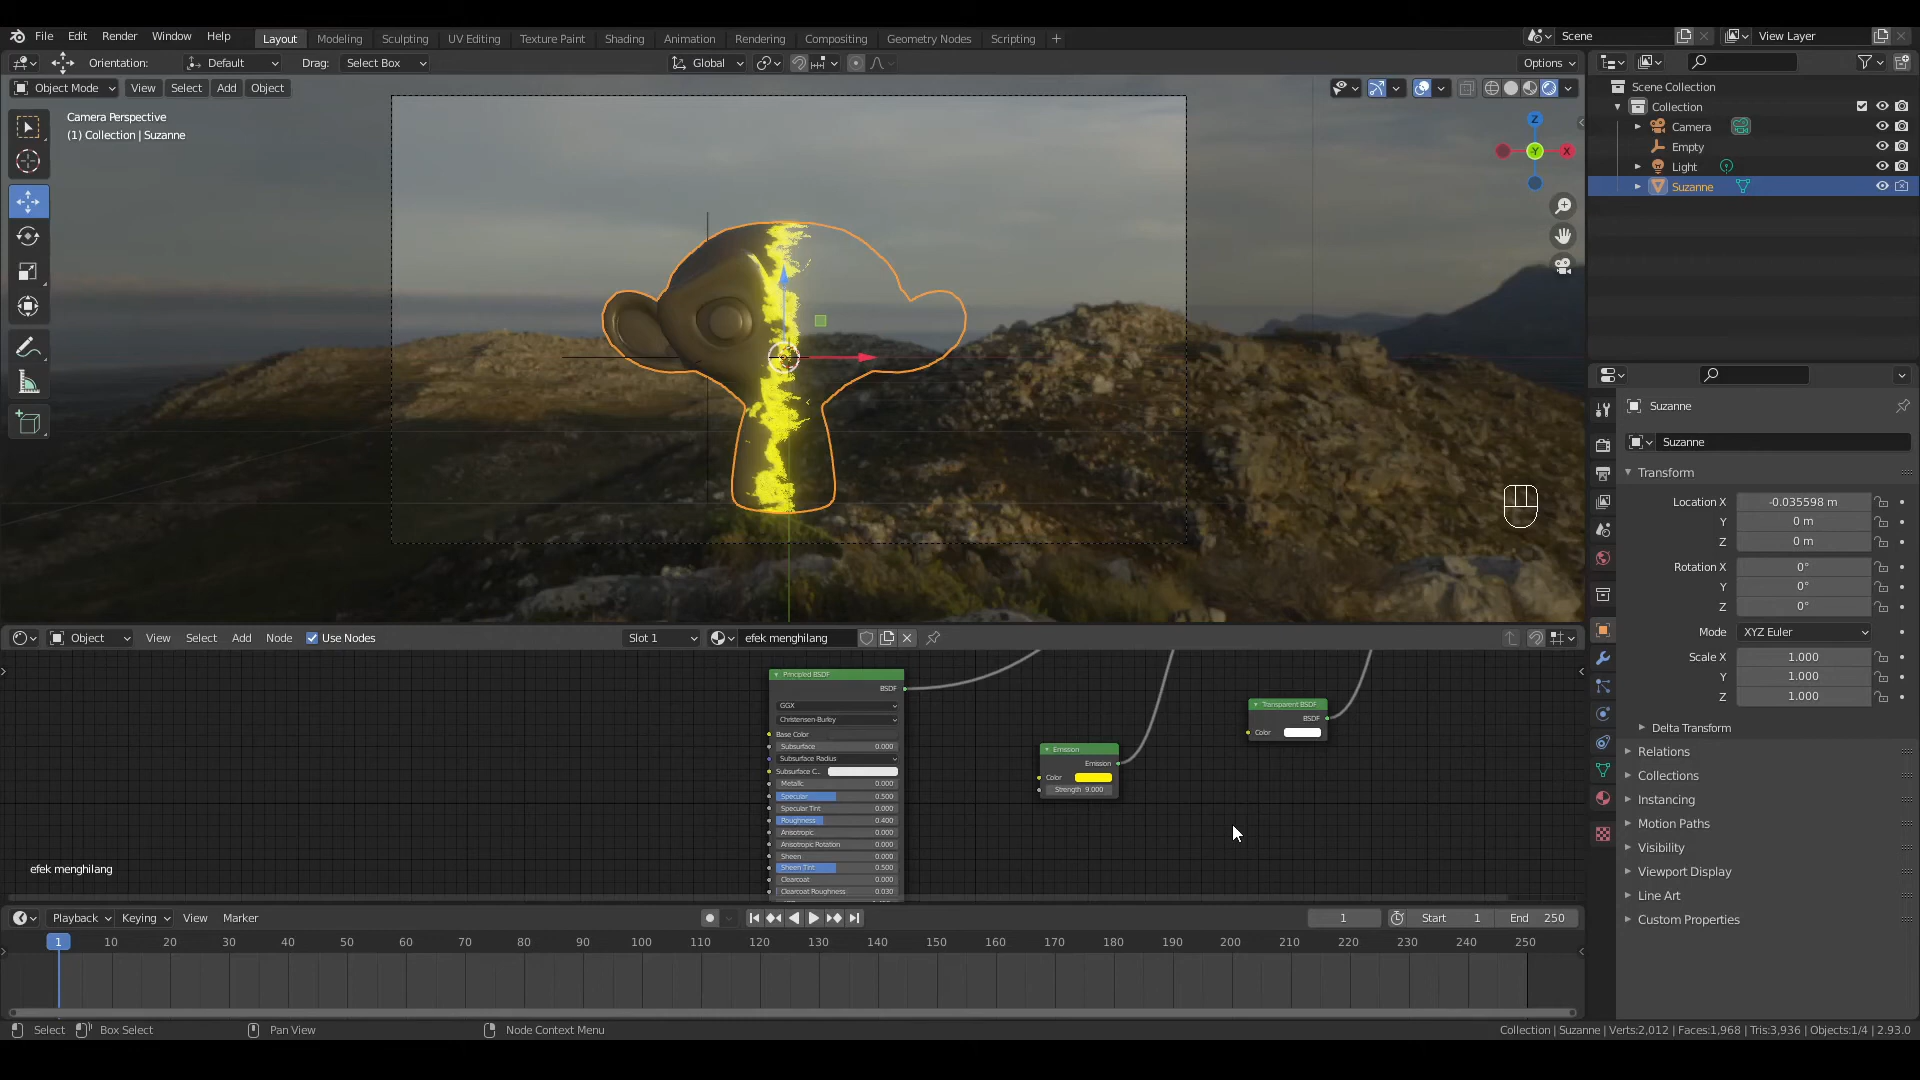 File Edit Render Window Help Layout Modeling Sculpting UV Editing Texture Paint Shading Animation Rendering Compositing Geometry Nodes Scripting + Scene View Layer
Orientation: Default Drag: Select Box Global Options
Object Mode View Select Add Object
Camera Perspective
(1) Collection | Suzanne
Z
Y
X
Scene Collection
Collection
Camera
Empty
Light
Suzanne
Suzanne
Suzanne
Transform
Location X -0.035598 m
Y 0 m
Z 0 m
Rotation X 0°
Y 0°
Z 0°
Mode XYZ Euler
Scale X 1.000
Y 1.000
Z 1.000
Delta Transform
Relations
Collections
Instancing
Motion Paths
Visibility
Viewport Display
Line Art
Custom Properties
Object View Select Add Node Use Nodes Slot 1 efek menghilang
Principled BSDF
BSDF
GGX
Christensen-Burley
Base Color
Subsurface 0.000
Subsurface Radius
Subsurface C..
Metallic 0.000
Specular 0.500
Specular Tint 0.000
Roughness 0.400
Anisotropic 0.000
Anisotropic Rotation 0.000
Sheen 0.000
Sheen Tint 0.500
Clearcoat 0.000
Clearcoat Roughness 0.030
Emission
Emission
Color
Strength 9.000
Transparent BSDF
BSDF
Color
efek menghilang
Playback Keying View Marker 1 Start 1 End 250
1 10 20 30 40 50 60 70 80 90 100 110 120 130 140 150 160 170 180 190 200 210 220 230 240 250
Select Box Select Pan View Node Context Menu Collection | Suzanne | Verts:2,012 | Faces:1,968 | Tris:3,936 | Objects:1/4 | 2.93.0